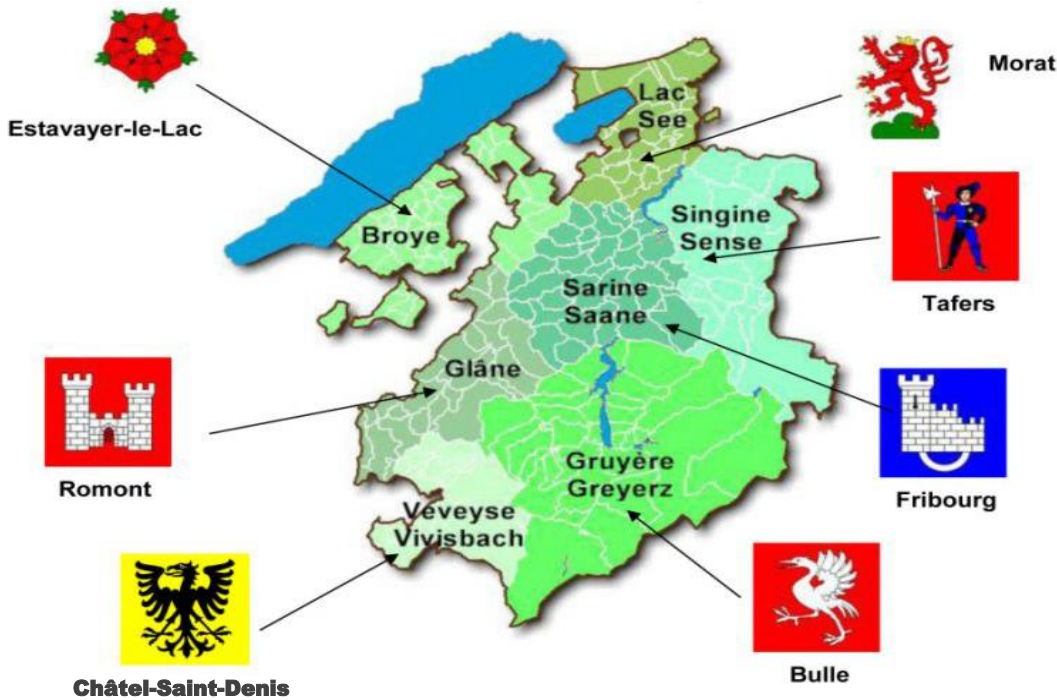 Estavayer-le-Lac
Morat
Lac
See
Broye
Singine
Sense
Tafers
Sarine
Saane
Glâne
Romont
Gruyère
Greyerz
Fribourg
Veveyse
Vivisbach
Châtel-Saint-Denis
Bulle